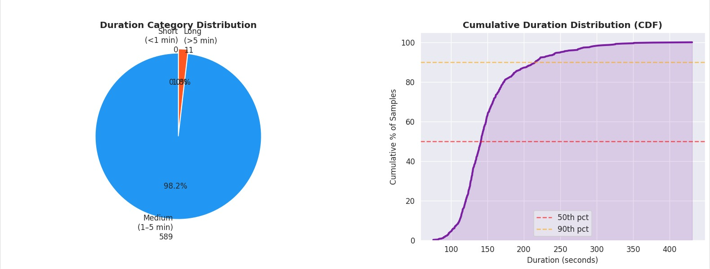 Duration Category Distribution
Short
(<1 min)
0
Long
(>5 min)
11
98.2%
Medium
(1–5 min)
589
Cumulative Duration Distribution (CDF)
Cumulative % of Samples
100
80
60
40
20
0
50th pct
90th pct
100
150
200
250
300
350
400
Duration (seconds)